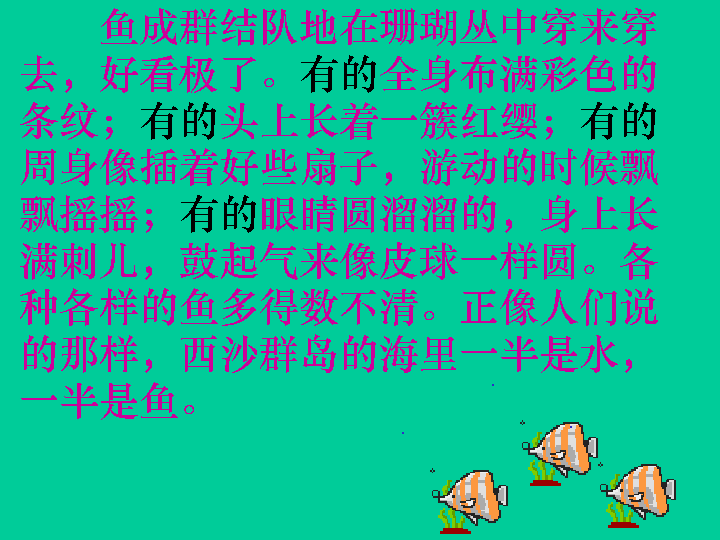 鱼成群结队地在珊瑚丛中穿来穿
去，好看极了。有的全身布满彩色的
条纹；有的头上长着一簇红缨；有的
周身像插着好些扇子，游动的时候飘
飘摇摇；有的眼睛圆溜溜的，身上长
满刺儿，鼓起气来像皮球一样圆。各
种各样的鱼多得数不清。正像人们说
的那样，西沙群岛的海里一半是水，
一半是鱼。